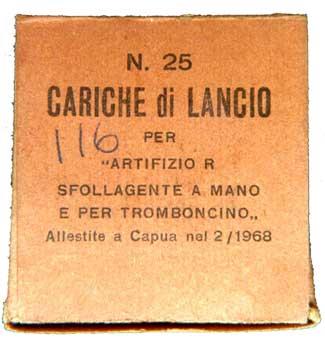 N. 25
CARICHE di LANCIO
116 PER
"ARTIFIZIO R
SFOLLAGENTE A MANO
E PER TROMBONCINO„
Allestite a Capua nel 2/1968